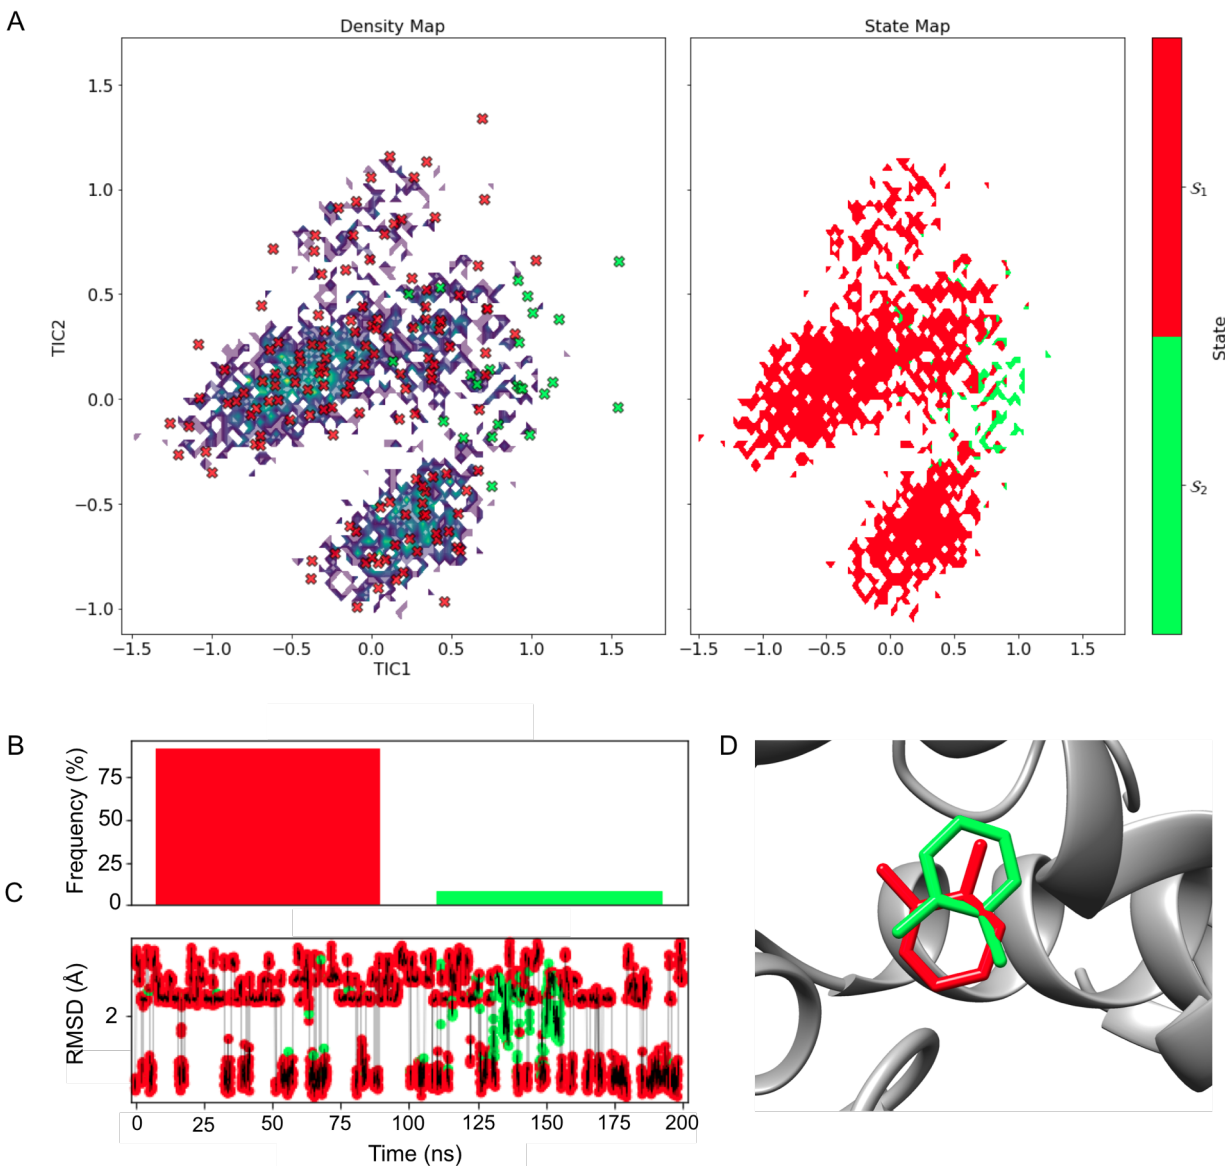 A
Density Map
State Map
1.5
1.0
0.5
0.0
−0.5
−1.0
TIC2
−1.5 −1.0 −0.5 0.0 0.5 1.0 1.5
TIC1
−1.5 −1.0 −0.5 0.0 0.5 1.0 1.5
S1
S2
State
B
Frequency (%)
75
50
25
0
C
RMSD (Å)
2
0 25 50 75 100 125 150 175 200
Time (ns)
D